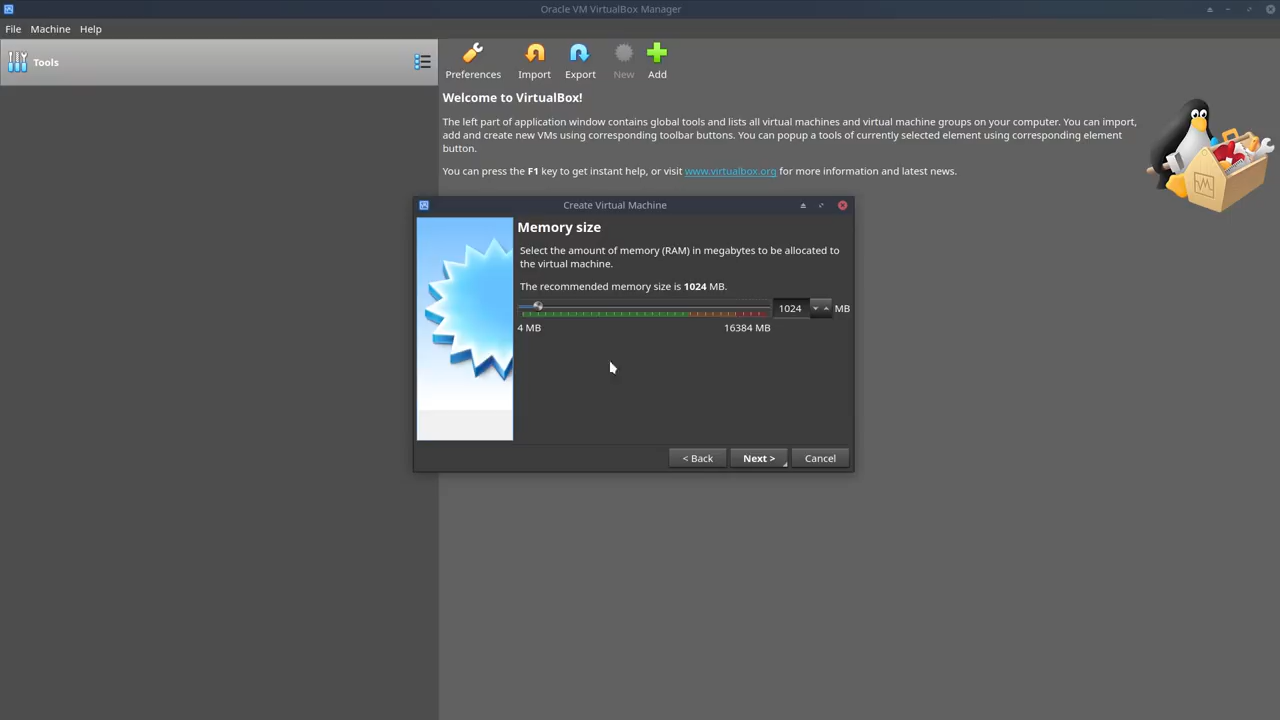 Oracle VM VirtualBox Manager
File Machine Help
Tools
Preferences Import Export New Add
Welcome to VirtualBox!
The left part of application window contains global tools and lists all virtual machines and virtual machine groups on your computer. You can import,
add and create new VMs using corresponding toolbar buttons. You can popup a tools of currently selected element using corresponding element
button.
You can press the F1 key to get instant help, or visit www.virtualbox.org for more information and latest news.
Create Virtual Machine
Memory size
Select the amount of memory (RAM) in megabytes to be allocated to
the virtual machine.
The recommended memory size is 1024 MB.
1024 MB
4 MB 16384 MB
< Back Next > Cancel